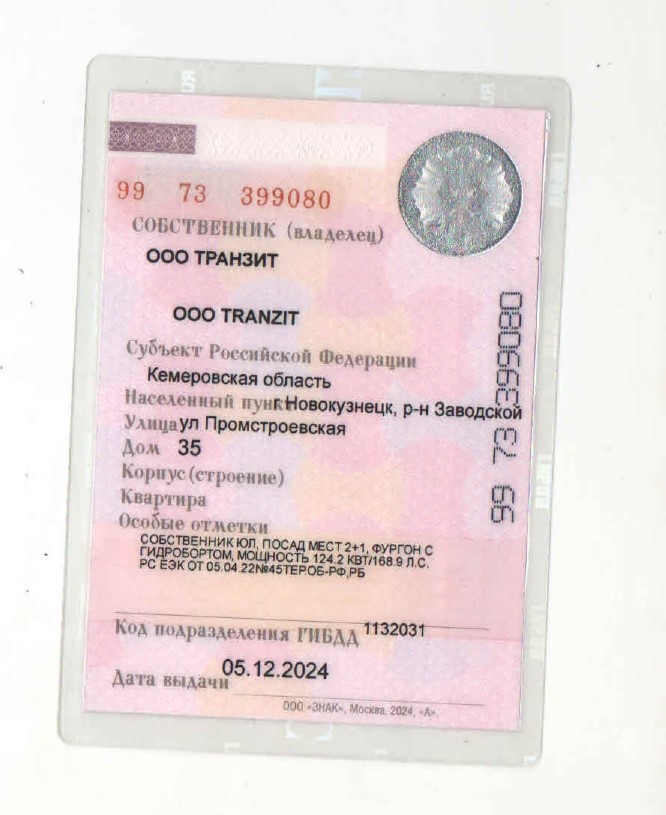 99 73 399080
СОБСТВЕННИК (владелец)
ООО ТРАНЗИТ
ООО TRANZIT
Субъект Российской Федерации
Кемеровская область
Населенный пункт г Новокузнецк, р-н Заводской
Улица ул Промстроевская
Дом 35
Корпус (строение)
Квартира
Особые отметки
СОБСТВЕННИК ЮЛ, ПОСАД МЕСТ 2+1, ФУРГОН С
ГИДРОБОРТОМ, МОЩНОСТЬ 124.2 КВТ/168.9 Л.С.
РС ЕЭК ОТ 05.04.22№45ТЕР.ОБ-РФ,РБ
Код подразделения ГИБДД 1132031
Дата выдачи 05.12.2024
ООО «ЗНАК», Москва, 2024, «А».
99 73 399080